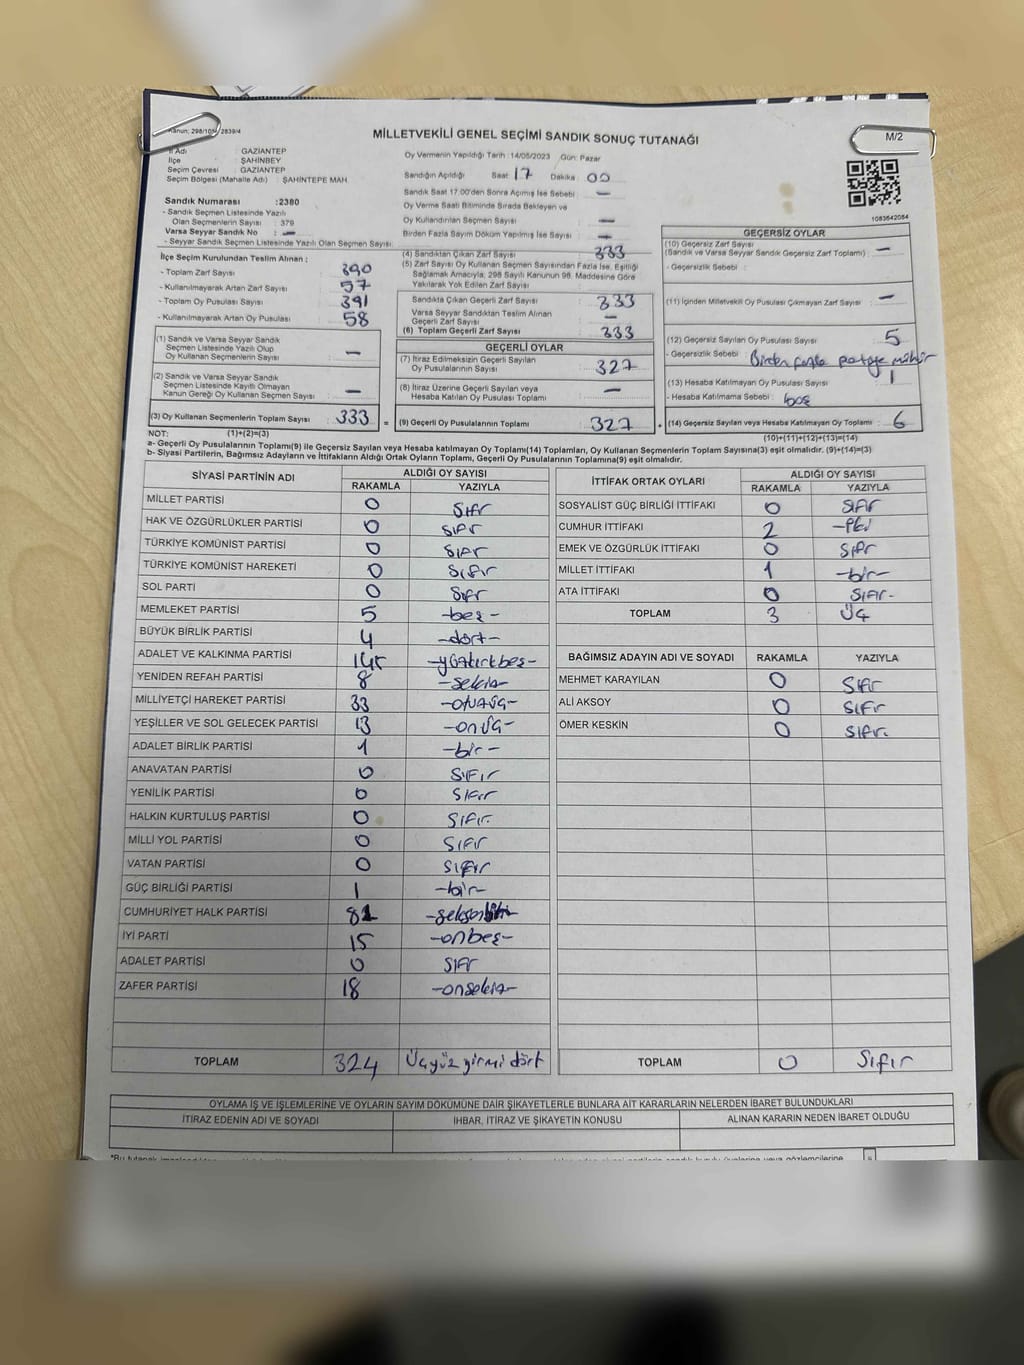 Kanun: 298/105 2839/4
MİLLETVEKİLİ GENEL SEÇİMİ SANDIK SONUÇ TUTANAĞI
M/2
İl Adı : GAZİANTEP
İlçe : ŞAHİNBEY
Seçim Çevresi : GAZİANTEP
Seçim Bölgesi (Mahalle Adı) : ŞAHİNTEPE MAH
Sandık Numarası :2380
- Sandık Seçmen Listesinde Yazılı
Olan Seçmenlerin Sayısı : 379
Varsa Seyyar Sandık No : –
- Seyyar Sandık Seçmen Listesinde Yazılı Olan Seçmen Sayısı:
Oy Vermenin Yapıldığı Tarih :14/05/2023 Gün: Pazar
Sandığın Açıldığı Saat 17 Dakika 00
Sandık Saat 17.00'den Sonra Açılmış İse Sebebi : –
Oy Verme Saati Bitiminde Sırada Bekleyen ve
Oy Kullandırılan Seçmen Sayısı : –
Birden Fazla Sayım Döküm Yapılmış İse Sayısı : –
1083642084
İlçe Seçim Kurulundan Teslim Alınan :
- Toplam Zarf Sayısı : 390
- Kullanılmayarak Artan Zarf Sayısı : 57
- Toplam Oy Pusulası Sayısı : 391
- Kullanılmayarak Artan Oy Pusulası : 58
(1) Sandık ve Varsa Seyyar Sandık
Seçmen Listesinde Yazılı Olup
Oy Kullanan Seçmenlerin Sayısı : –
(2) Sandık ve Varsa Seyyar Sandık
Seçmen Listesinde Kayıtlı Olmayan
Kanun Gereği Oy Kullanan Seçmen Sayısı : –
(3) Oy Kullanan Seçmenlerin Toplam Sayısı : 333
(4) Sandıktan Çıkan Zarf Sayısı : 333
(5) Zarf Sayısı Oy Kullanan Seçmen Sayısından Fazla İse, Eşitliği
Sağlamak Amacıyla; 298 Sayılı Kanunun 98. Maddesine Göre
Yakılarak Yok Edilen Zarf Sayısı :
Sandıkta Çıkan Geçerli Zarf Sayısı : 333
Varsa Seyyar Sandıktan Teslim Alınan
Geçerli Zarf Sayısı : –
(6) Toplam Geçerli Zarf Sayısı : 333
GEÇERLİ OYLAR
(7) İtiraz Edilmeksizin Geçerli Sayılan
Oy Pusulalarının Sayısı : 327
(8) İtiraz Üzerine Geçerli Sayılan veya
Hesaba Katılan Oy Pusulası Toplamı : –
= (9) Geçerli Oy Pusulalarının Toplamı : 327 +
GEÇERSİZ OYLAR
(10) Geçersiz Zarf Sayısı
(Sandık ve Varsa Seyyar Sandık Geçersiz Zarf Toplamı) : –
- Geçersizlik Sebebi :
(11) İçinden Milletvekili Oy Pusulası Çıkmayan Zarf Sayısı : –
(12) Geçersiz Sayılan Oy Pusulası Sayısı : 5
- Geçersizlik Sebebi : Birden fazla partiye mühür
(13) Hesaba Katılmayan Oy Pusulası Sayısı : 1
- Hesaba Katılmama Sebebi : boş
(14) Geçersiz Sayılan veya Hesaba Katılmayan Oy Toplamı : 6
(10)+(11)+(12)+(13)=(14)
NOT: (1)+(2)=(3)
a- Geçerli Oy Pusulalarının Toplamı(9) ile Geçersiz Sayılan veya Hesaba katılmayan Oy Toplamı(14) Toplamları, Oy Kullanan Seçmenlerin Toplam Sayısına(3) eşit olmalıdır. (9)+(14)=(3)
b- Siyasi Partilerin, Bağımsız Adayların ve İttifakların Aldığı Ortak Oyların Toplamı, Geçerli Oy Pusulalarının Toplamına(9) eşit olmalıdır.
SİYASİ PARTİNİN ADI ALDIĞI OY SAYISI
RAKAMLA YAZIYLA
MİLLET PARTİSİ 0 Sıfır
HAK VE ÖZGÜRLÜKLER PARTİSİ 0 Sıfır
TÜRKİYE KOMÜNİST PARTİSİ 0 Sıfır
TÜRKİYE KOMÜNİST HAREKETİ 0 Sıfır
SOL PARTİ 0 Sıfır
MEMLEKET PARTİSİ 5 -beş-
BÜYÜK BİRLİK PARTİSİ 4 -dört-
ADALET VE KALKINMA PARTİSİ 145 -yüzkırkbeş-
YENİDEN REFAH PARTİSİ 8 -sekiz-
MİLLİYETÇİ HAREKET PARTİSİ 33 -otuzüç-
YEŞİLLER VE SOL GELECEK PARTİSİ 13 -onüç-
ADALET BİRLİK PARTİSİ 1 -bir-
ANAVATAN PARTİSİ 0 Sıfır
YENİLİK PARTİSİ 0 Sıfır
HALKIN KURTULUŞ PARTİSİ 0 Sıfır
MİLLİ YOL PARTİSİ 0 Sıfır
VATAN PARTİSİ 0 Sıfır
GÜÇ BİRLİĞİ PARTİSİ 1 -bir-
CUMHURİYET HALK PARTİSİ
İYİ PARTİ 15 -onbeş-
ADALET PARTİSİ 0 Sıfır
ZAFER PARTİSİ 18 -onsekiz-
TOPLAM 324 Üçyüz yirmi dört
İTTİFAK ORTAK OYLARI ALDIĞI OY SAYISI
RAKAMLA YAZIYLA
SOSYALİST GÜÇ BİRLİĞİ İTTİFAKI 0 Sıfır
CUMHUR İTTİFAKI 2 -iki
EMEK VE ÖZGÜRLÜK İTTİFAKI 0 Sıfır
MİLLET İTTİFAKI 1 -bir-
ATA İTTİFAKI 0 Sıfır-
TOPLAM 3 Üç
BAĞIMSIZ ADAYIN ADI VE SOYADI RAKAMLA YAZIYLA
MEHMET KARAYILAN 0 Sıfır
ALİ AKSOY 0 Sıfır
ÖMER KESKİN 0 Sıfır.
TOPLAM 0 Sıfır
OYLAMA İŞ VE İŞLEMLERİNE VE OYLARIN SAYIM DÖKÜMÜNE DAİR ŞİKAYETLERLE BUNLARA AİT KARARLARIN NELERDEN İBARET BULUNDUKLARI
İTİRAZ EDENİN ADI VE SOYADI İHBAR, İTİRAZ VE ŞİKAYETİN KONUSU ALINAN KARARIN NEDEN İBARET OLDUĞU